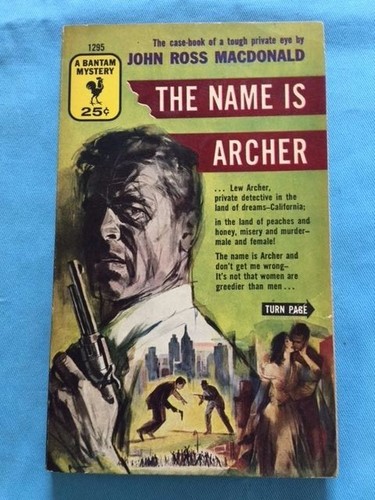 1295
A BANTAM
MYSTERY
25¢
The case-book of a tough private eye by
JOHN ROSS MACDONALD
THE NAME IS
ARCHER
... Lew Archer,
private detective in the
land of dreams-California;
in the land of peaches and
honey, misery and murder-
male and female!
The name is Archer and
don't get me wrong-
It's not that women are
greedier than men ...
TURN PAGE